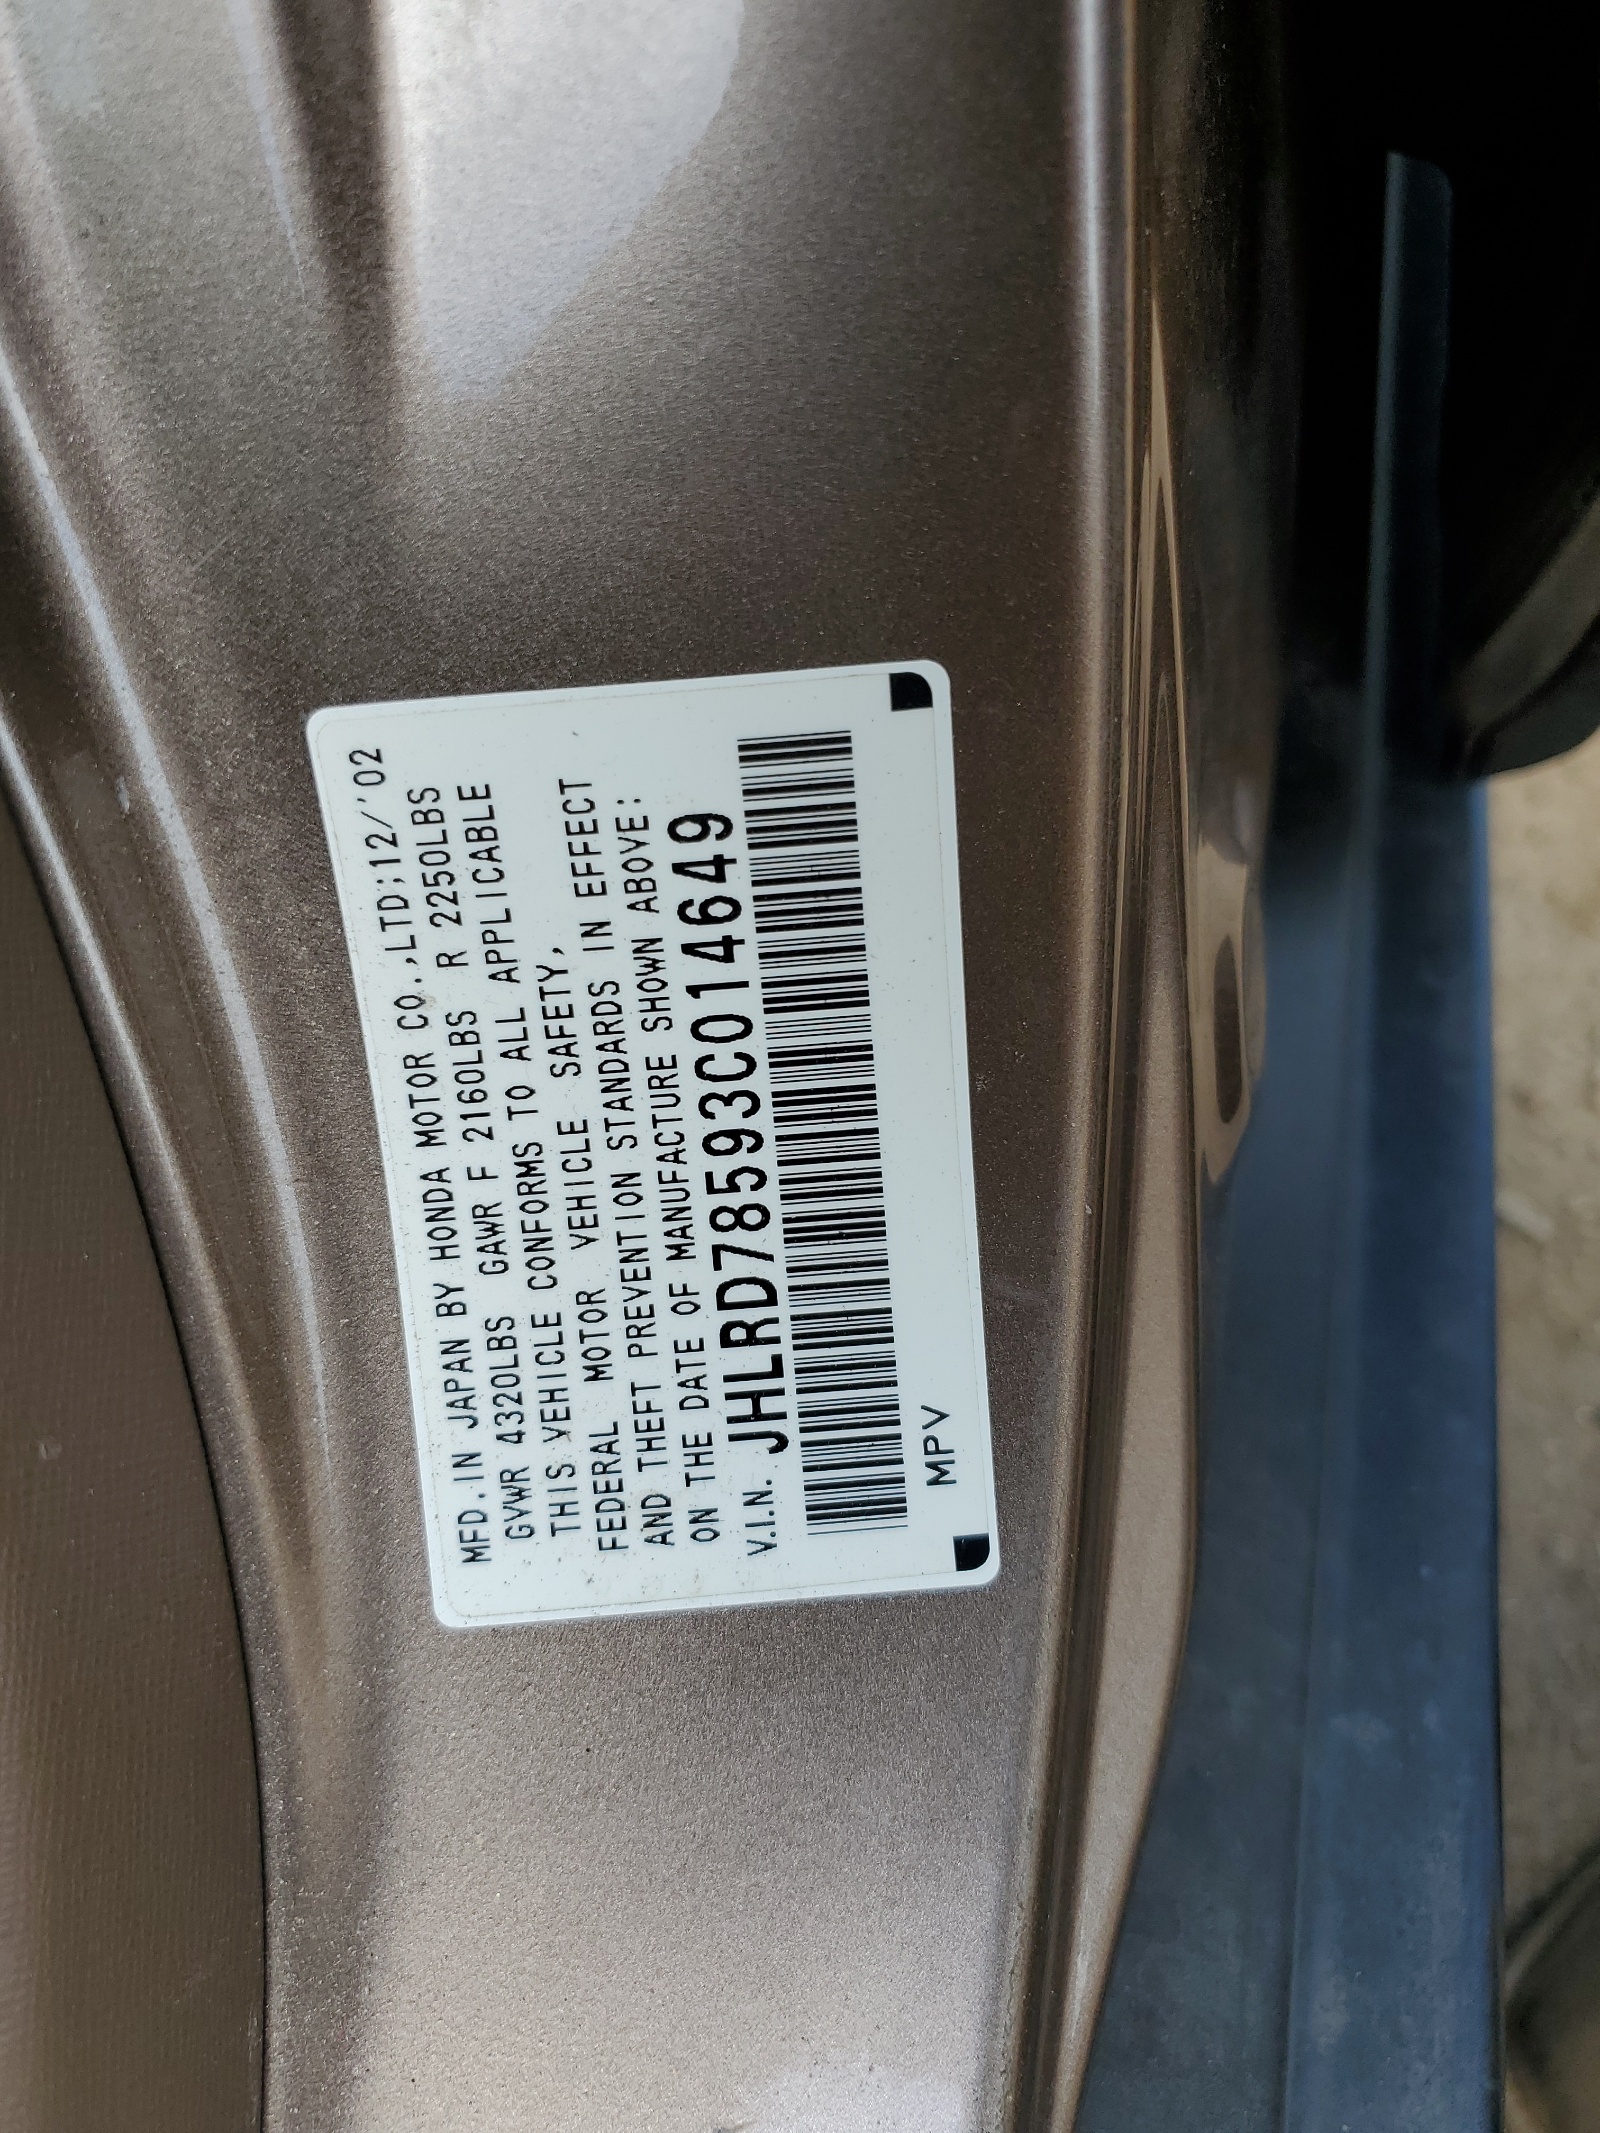 MFD.IN JAPAN BY HONDA MOTOR CO.,LTD;12/'02
GVWR 4320LBS GAWR F 2160LBS R 2250LBS
THIS VEHICLE CONFORMS TO ALL APPLICABLE
FEDERAL MOTOR VEHICLE SAFETY,
AND THEFT PREVENTION STANDARDS IN EFFECT
ON THE DATE OF MANUFACTURE SHOWN ABOVE:
V.I.N. JHLRD78593C014649
MPV